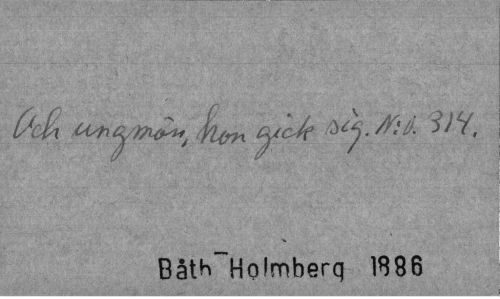 Och ungmön, hon gick sig. N:o. 314.
Båth-Holmberg 1886